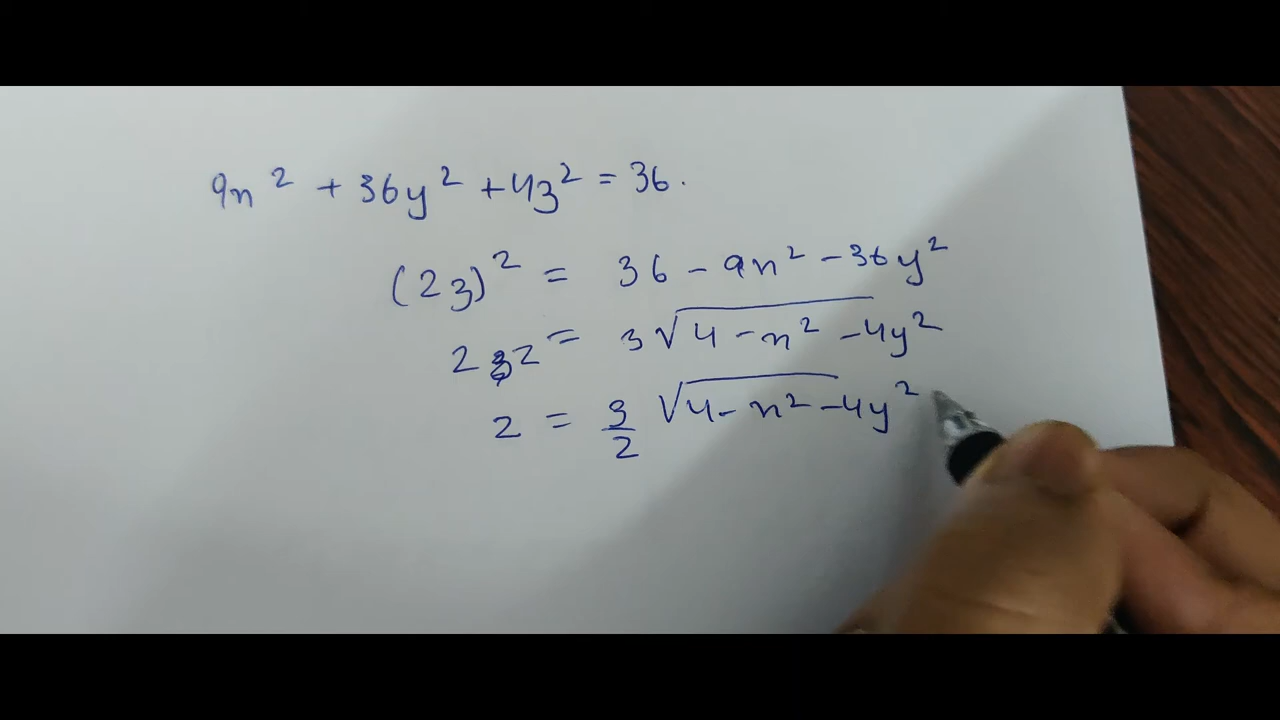 9x² + 36y² + 4z² = 36.
(2z)² = 36 - 9x² - 36y²
2z = 3√4 - x² - 4y²
z = 3/2 √4 - x² - 4y²